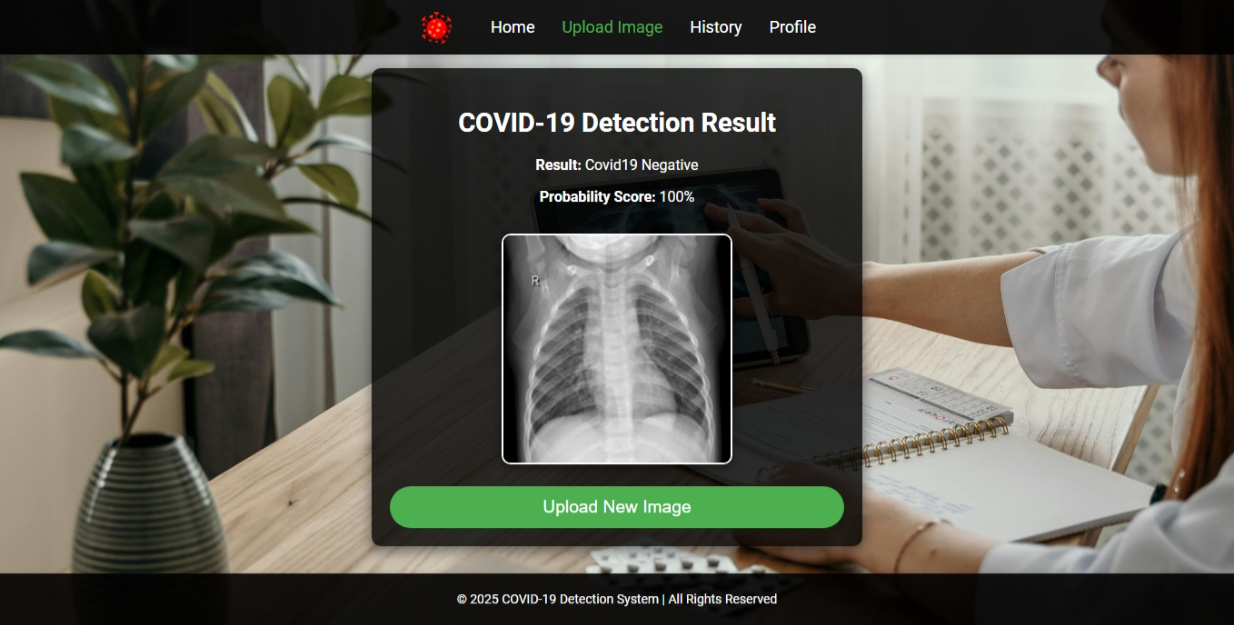 Home Upload Image History Profile
COVID-19 Detection Result
Result: Covid19 Negative
Probability Score: 100%
R
Upload New Image
© 2025 COVID-19 Detection System | All Rights Reserved